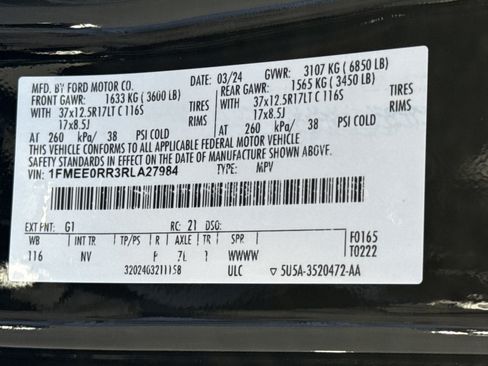 MFD. BY FORD MOTOR CO.
DATE: 03/24 GVWR: 3107 KG (6850 LB)
FRONT GAWR: 1633 KG (3600 LB) REAR GAWR: 1565 KG (3450 LB)
WITH 37x12.5R17LT C 116S TIRES WITH 37x12.5R17LT C 116S TIRES
17x8.5J RIMS 17x8.5J RIMS
AT 260 kPa/ 38 PSI COLD AT 260 kPa/ 38 PSI COLD
THIS VEHICLE CONFORMS TO ALL APPLICABLE FEDERAL MOTOR VEHICLE
SAFETY STANDARDS IN EFFECT ON THE DATE OF MANUFACTURE SHOWN ABOVE.
VIN: 1FMEE0RR3RLA27984 TYPE: MPV
EXT PNT: G1 RC: 21 DSO: F0165
WB INT TR TP/PS R AXLE TR SPR T0222
116 NV WWWW
3202403211158 ULC ▽ 5U5A-3520472-AA